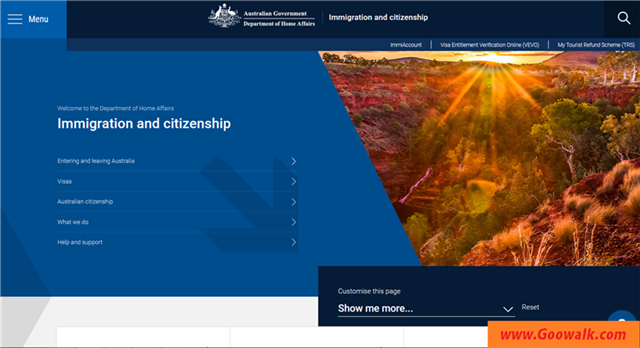 Menu
Australian Government
Department of Home Affairs
Immigration and citizenship
ImmiAccount
Visa Entitlement Verification Online (VEVO)
My Tourist Refund Scheme (TRS)
Welcome to the Department of Home Affairs
Immigration and citizenship
Entering and leaving Australia
Visas
Australian citizenship
What we do
Help and support
Customise this page
Show me more...
Reset
www.Goowalk.com